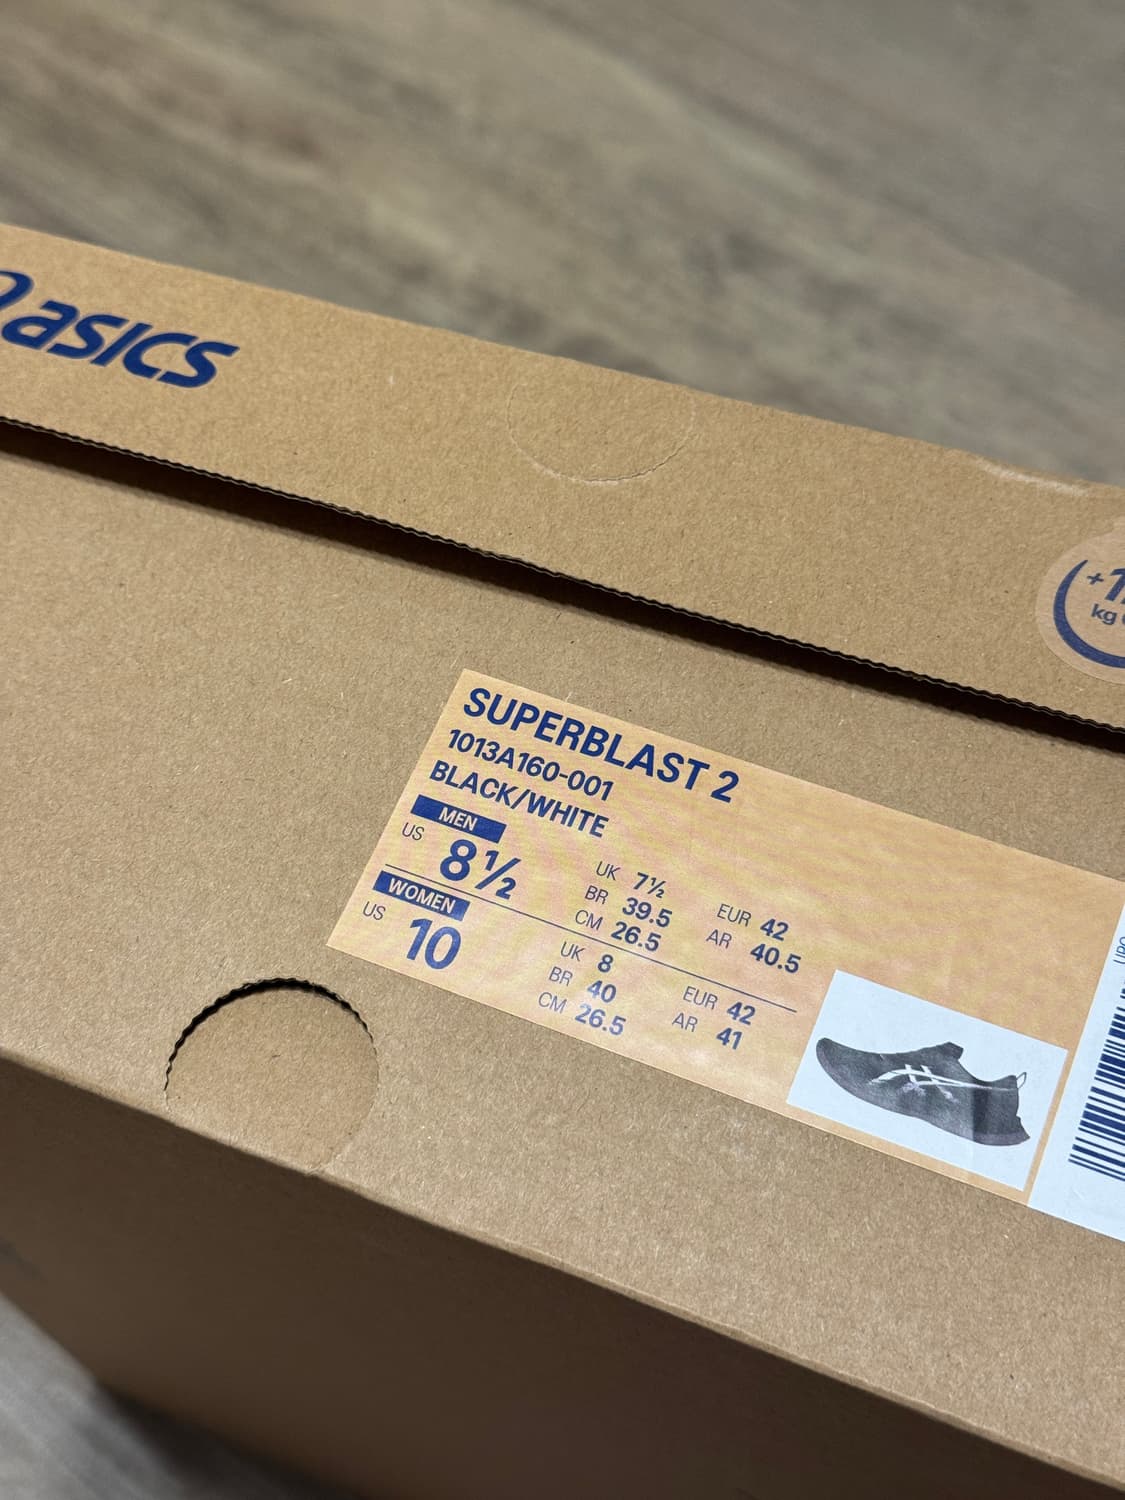 asics
+1
kg
SUPERBLAST 2
1013A160-001
BLACK/WHITE
MEN
US 8½
UK 7½
BR 39.5 EUR 42
CM 26.5 AR 40.5
WOMEN
US 10
UK 8
BR 40 EUR 42
CM 26.5 AR 41
UPC